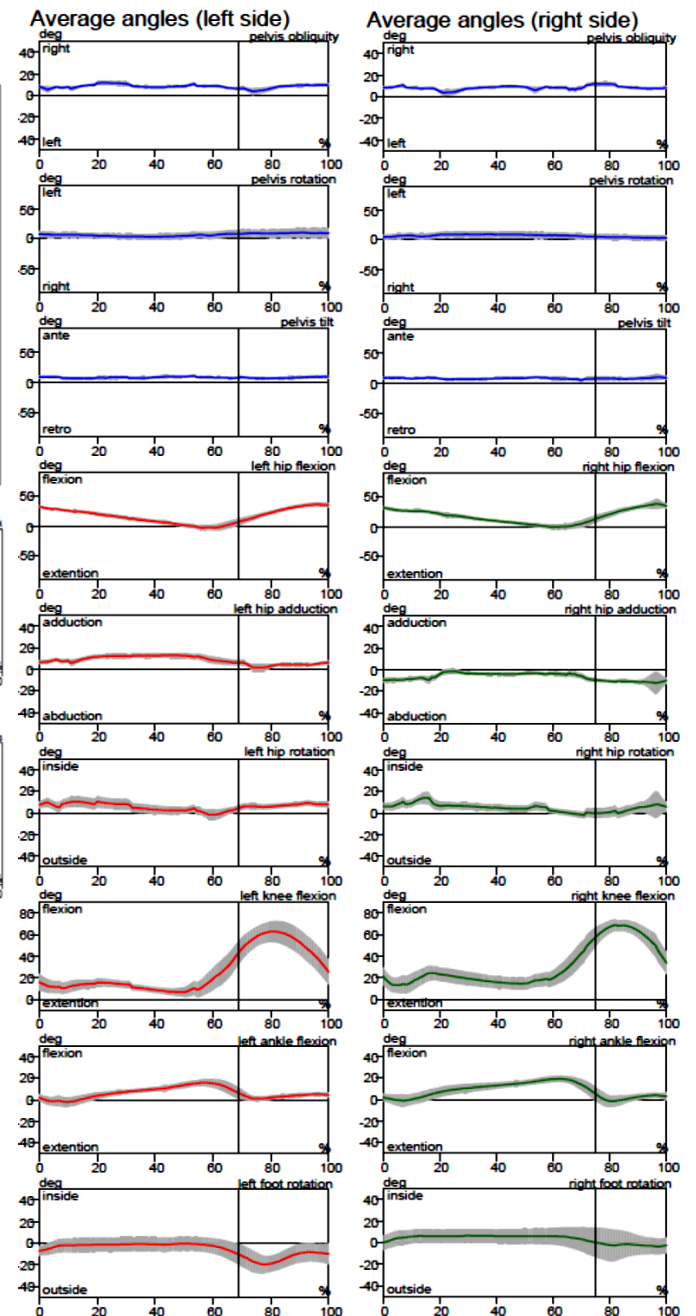 Average angles (left side)
deg
pelvis obliquity
right
40
20
0
-20
-40
left
%
0 20 40 60 80 100
deg
pelvis rotation
left
50
0
-50
right
%
0 20 40 60 80 100
deg
pelvis tilt
ante
50
0
-50
retro
%
0 20 40 60 80 100
deg
left hip flexion
flexion
50
0
-50
extention
%
0 20 40 60 80 100
deg
left hip adduction
adduction
40
20
0
-20
-40
abduction
%
0 20 40 60 80 100
deg
left hip rotation
inside
40
20
0
-20
-40
outside
%
0 20 40 60 80 100
deg
left knee flexion
flexion
80
60
40
20
0
extention
%
0 20 40 60 80 100
deg
left ankle flexion
flexion
40
20
0
-20
-40
extention
%
0 20 40 60 80 100
deg
left foot rotation
inside
40
20
0
-20
-40
outside
%
0 20 40 60 80 100
Average angles (right side)
deg
pelvis obliquity
right
40
20
0
-20
-40
left
%
0 20 40 60 80 100
deg
pelvis rotation
left
50
0
-50
right
%
0 20 40 60 80 100
deg
pelvis tilt
ante
50
0
-50
retro
%
0 20 40 60 80 100
deg
right hip flexion
flexion
50
0
-50
extention
%
0 20 40 60 80 100
deg
right hip adduction
adduction
40
20
0
-20
-40
abduction
%
0 20 40 60 80 100
deg
right hip rotation
inside
40
20
0
-20
-40
outside
%
0 20 40 60 80 100
deg
right knee flexion
flexion
80
60
40
20
0
extention
%
0 20 40 60 80 100
deg
right ankle flexion
flexion
40
20
0
-20
-40
extention
%
0 20 40 60 80 100
deg
right foot rotation
inside
40
20
0
-20
-40
outside
%
0 20 40 60 80 100